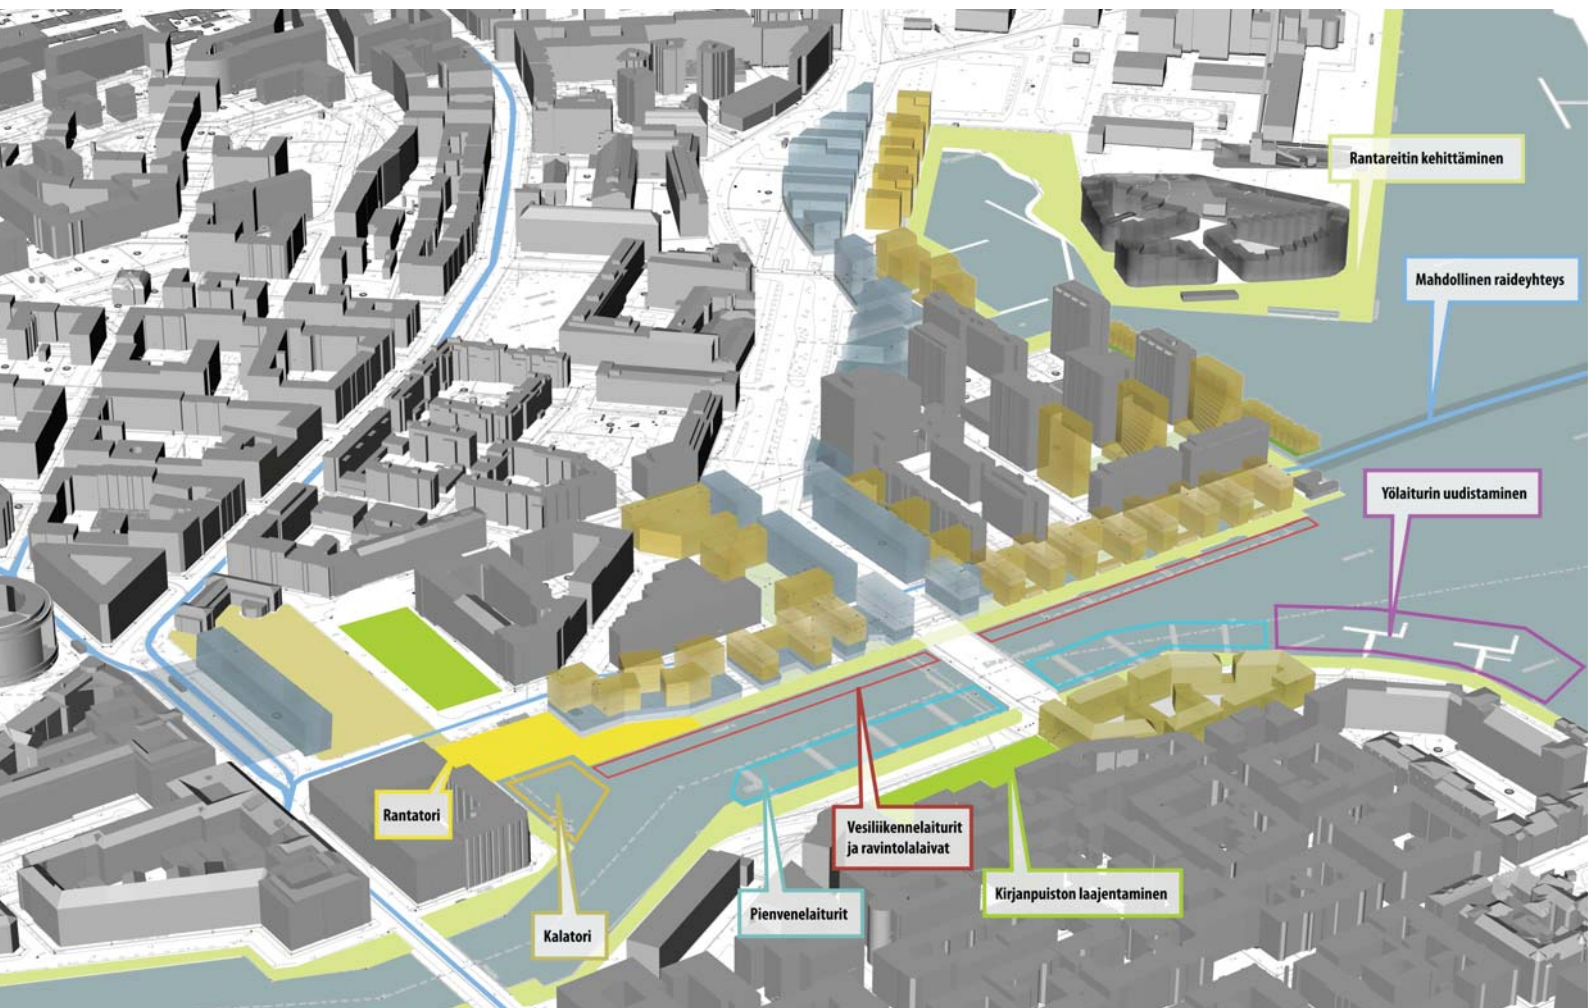 Rantareitin kehittäminen
Mahdollinen raideyhteys
Yölaiturin uudistaminen
Rantatori
Vesiliikennelaiturit
ja ravintolalaivat
Kirjanpuiston laajentaminen
Pienvenelaiturit
Kalatori